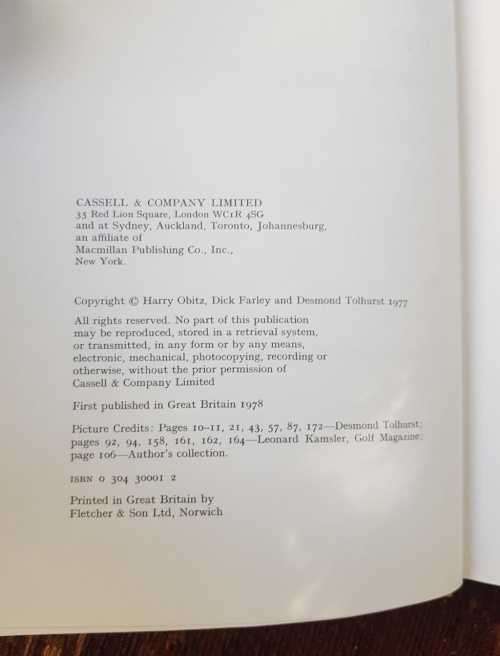 CASSELL & COMPANY LIMITED
35 Red Lion Square, London WC1R 4SG
and at Sydney, Auckland, Toronto, Johannesburg,
an affiliate of
Macmillan Publishing Co., Inc.,
New York.
Copyright © Harry Obitz, Dick Farley and Desmond Tolhurst 1977
All rights reserved. No part of this publication
may be reproduced, stored in a retrieval system,
or transmitted, in any form or by any means,
electronic, mechanical, photocopying, recording or
otherwise, without the prior permission of
Cassell & Company Limited
First published in Great Britain 1978
Picture Credits: Pages 10–11, 21, 43, 57, 87, 172—Desmond Tolhurst;
pages 92, 94, 158, 161, 162, 164—Leonard Kamsler, Golf Magazine;
page 106—Author's collection.
ISBN 0 304 30001 2
Printed in Great Britain by
Fletcher & Son Ltd, Norwich